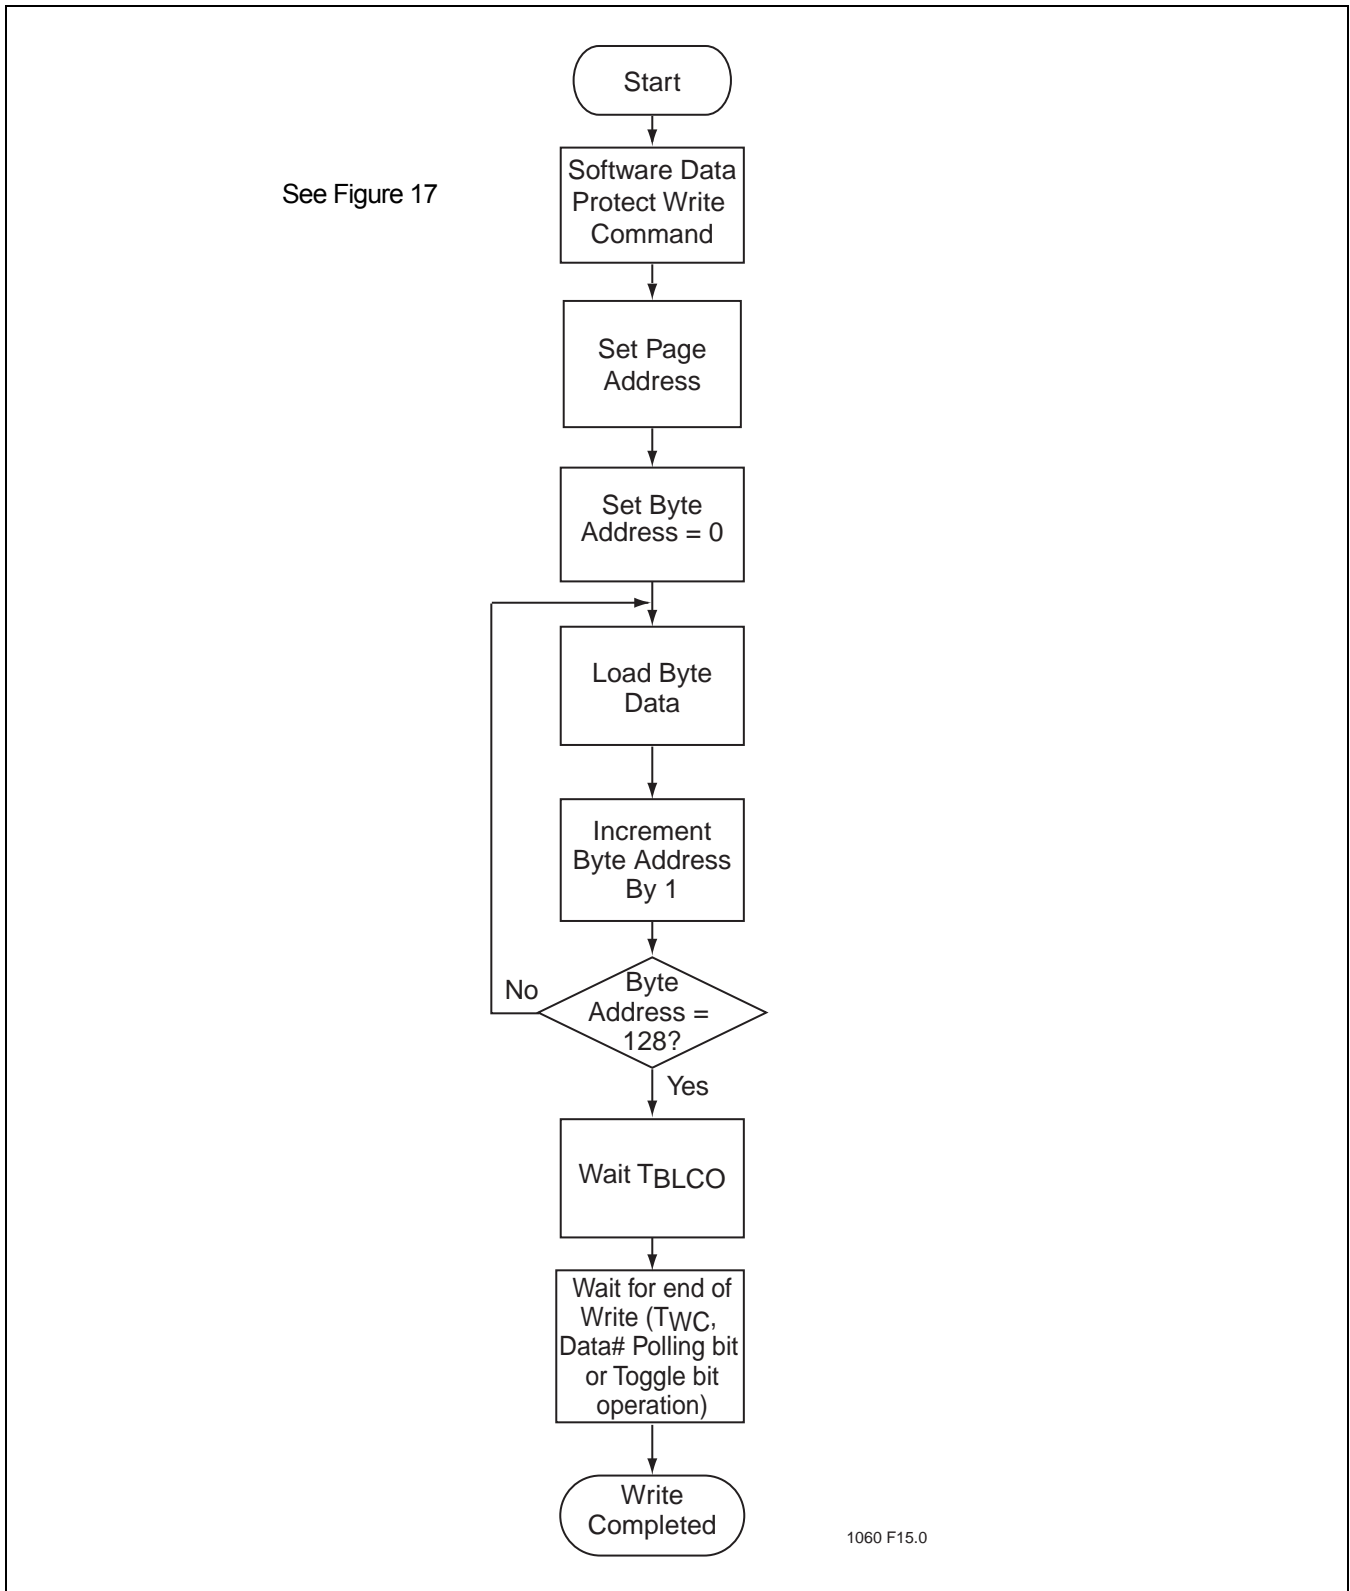 Start
See Figure 17
Software Data
Protect Write
Command
Set Page
Address
Set Byte
Address = 0
Load Byte
Data
Increment
Byte Address
By 1
Byte
Address =
128?
No
Yes
Wait TBLCO
Wait for end of
Write (TWC,
Data# Polling bit
or Toggle bit
operation)
Write
Completed
1060 F15.0